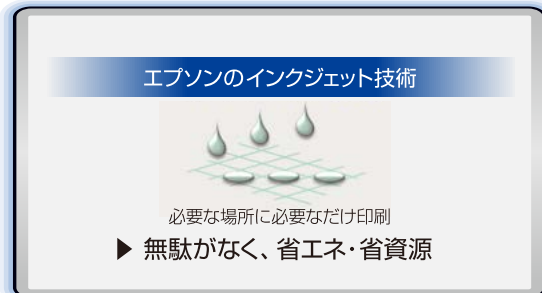 エプソンのインクジェット技術
必要な場所に必要なだけ印刷
▶ 無駄がなく、省エネ・省資源